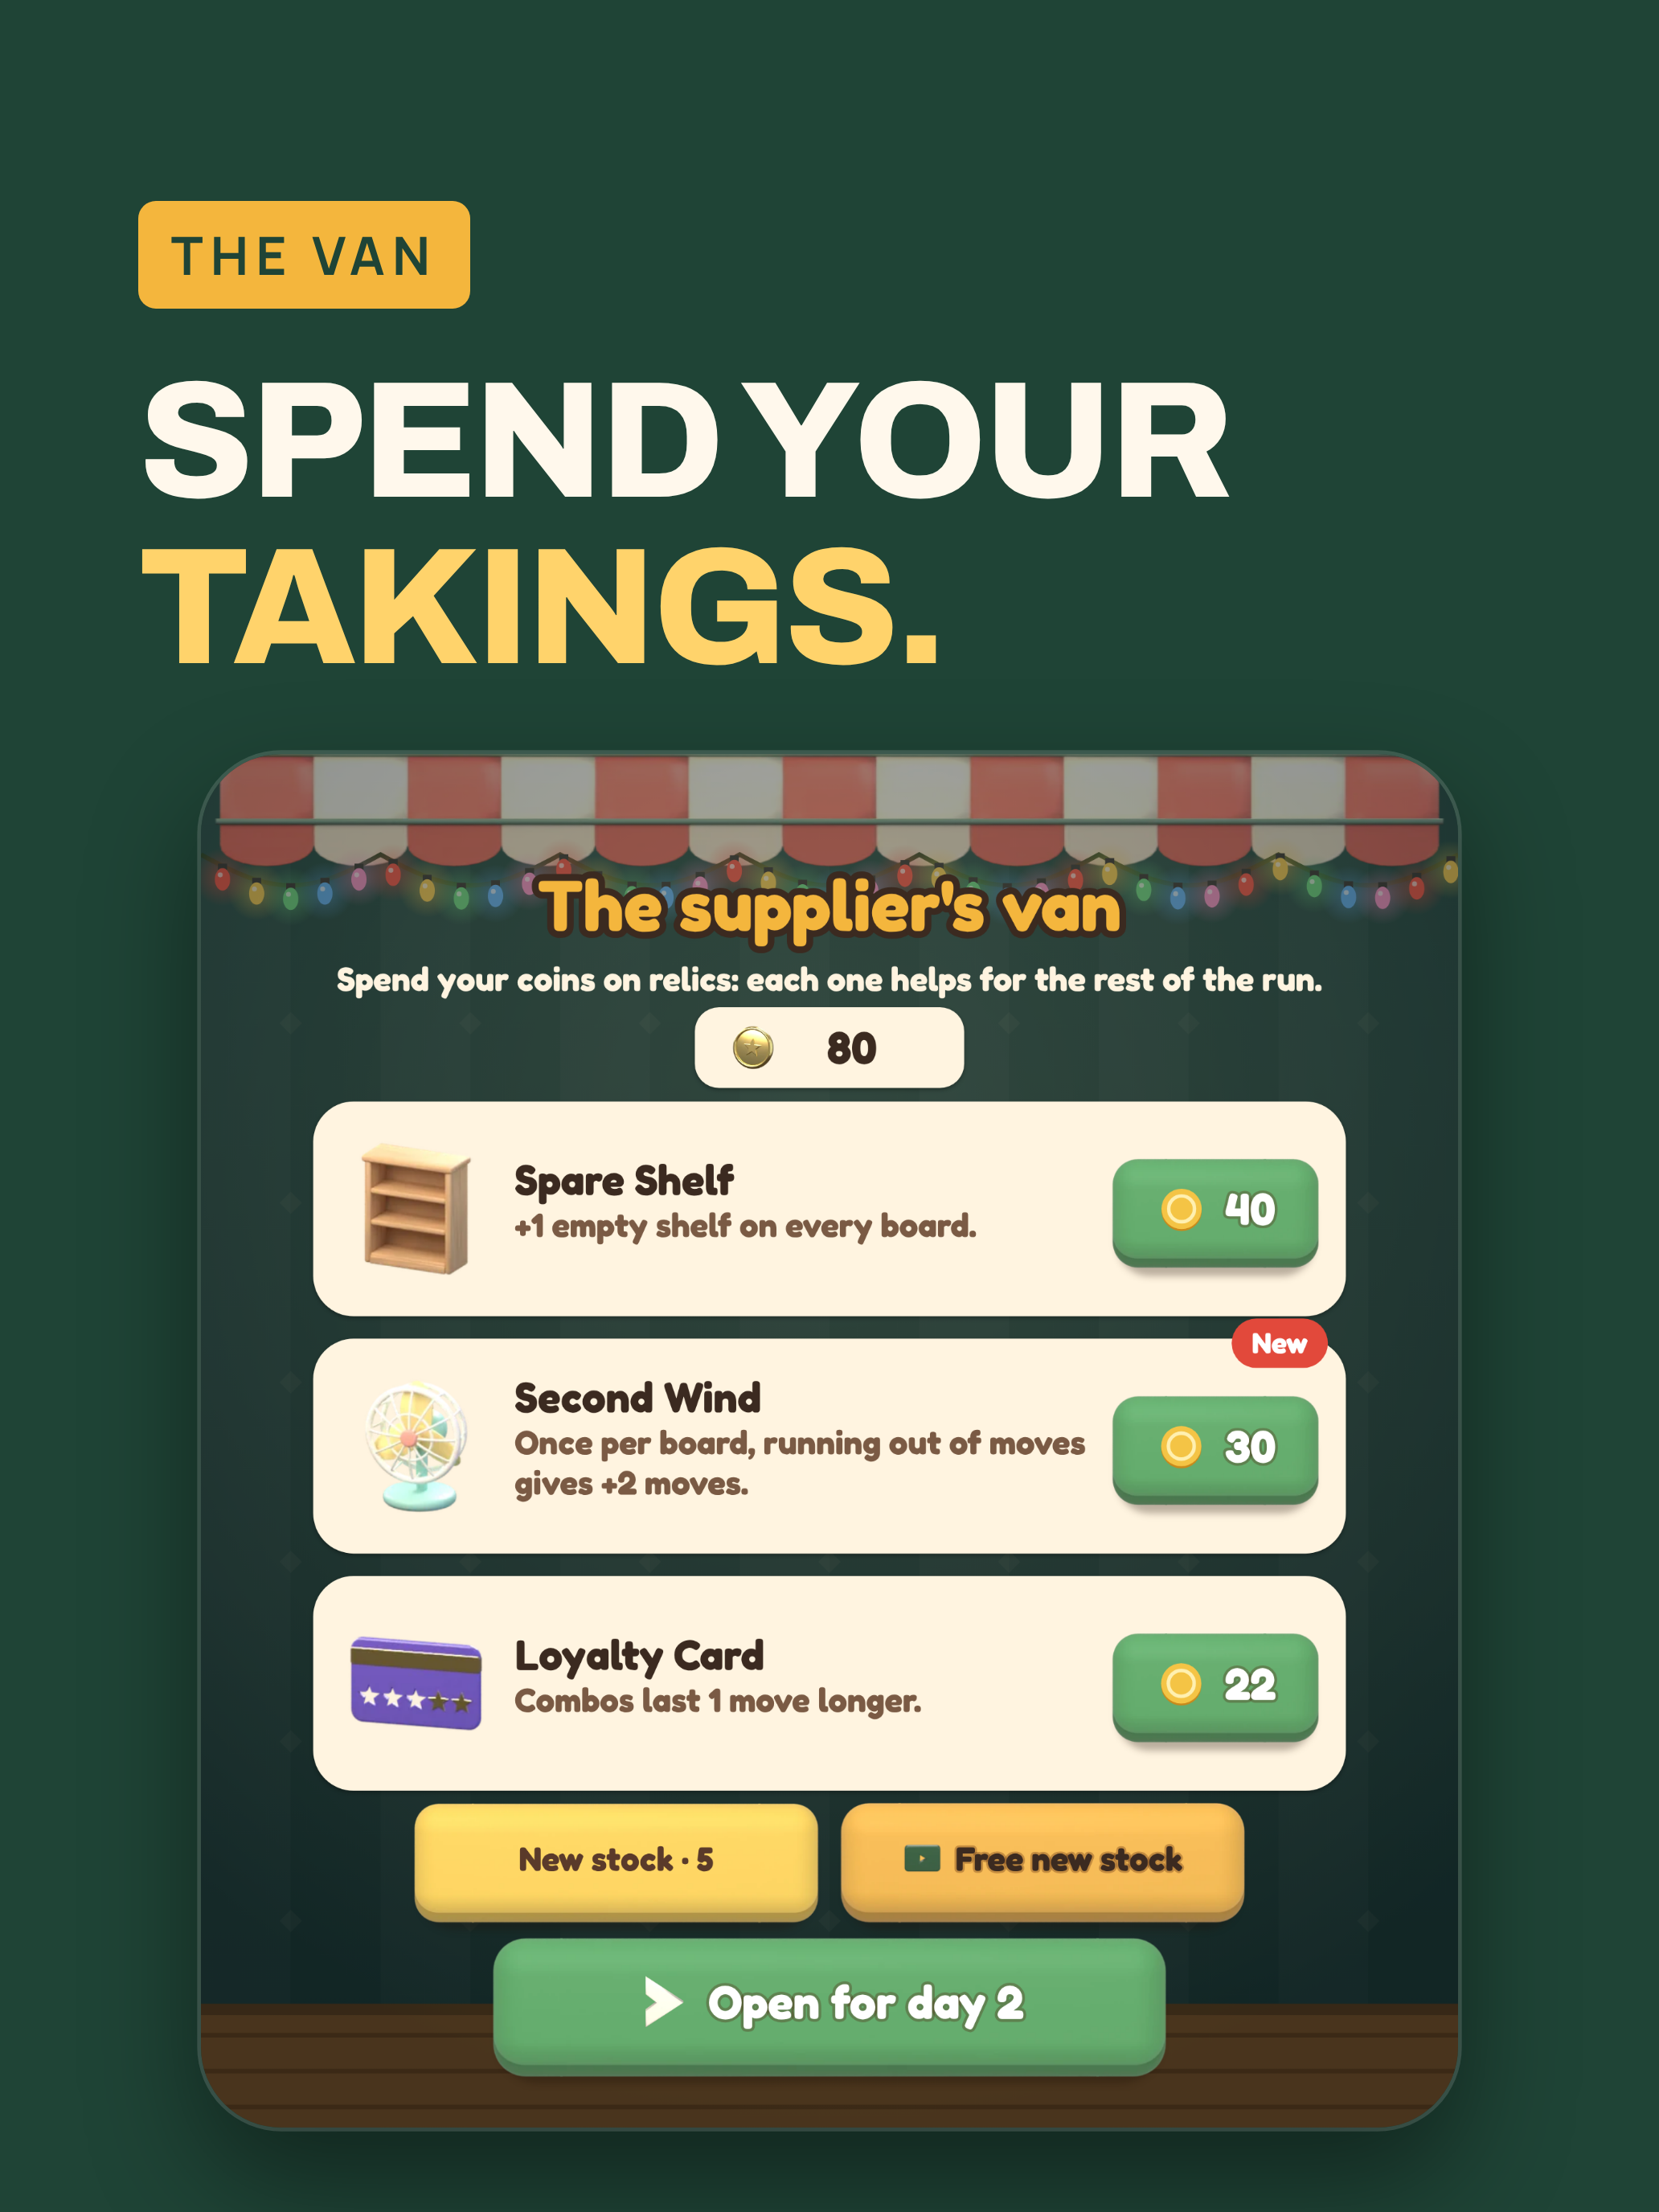 THE VAN
SPEND YOUR
TAKINGS.
The supplier's van
Spend your coins on relics: each one helps for the rest of the run.
80
Spare Shelf
+1 empty shelf on every board.
40
New
Second Wind
Once per board, running out of moves
gives +2 moves.
30
Loyalty Card
Combos last 1 move longer.
22
New stock · 5
Free new stock
Open for day 2